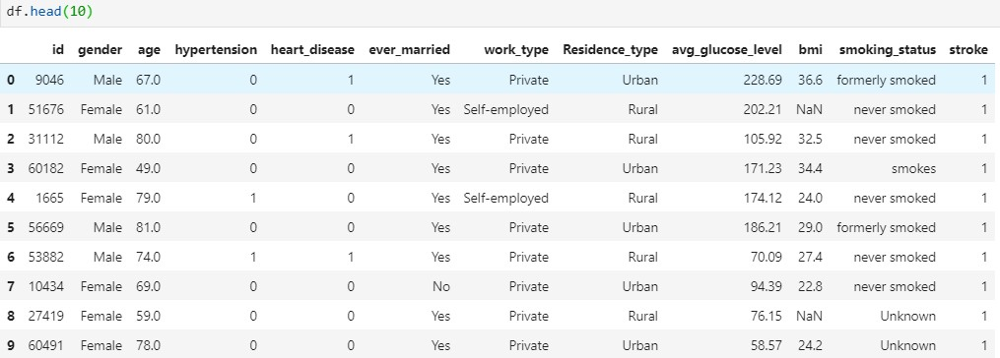 df.head(10)
id gender age hypertension heart_disease ever_married work_type Residence_type avg_glucose_level bmi smoking_status stroke
0 9046 Male 67.0 0 1 Yes Private Urban 228.69 36.6 formerly smoked 1
1 51676 Female 61.0 0 0 Yes Self-employed Rural 202.21 NaN never smoked 1
2 31112 Male 80.0 0 1 Yes Private Rural 105.92 32.5 never smoked 1
3 60182 Female 49.0 0 0 Yes Private Urban 171.23 34.4 smokes 1
4 1665 Female 79.0 1 0 Yes Self-employed Rural 174.12 24.0 never smoked 1
5 56669 Male 81.0 0 0 Yes Private Urban 186.21 29.0 formerly smoked 1
6 53882 Male 74.0 1 1 Yes Private Rural 70.09 27.4 never smoked 1
7 10434 Female 69.0 0 0 No Private Urban 94.39 22.8 never smoked 1
8 27419 Female 59.0 0 0 Yes Private Rural 76.15 NaN Unknown 1
9 60491 Female 78.0 0 0 Yes Private Urban 58.57 24.2 Unknown 1